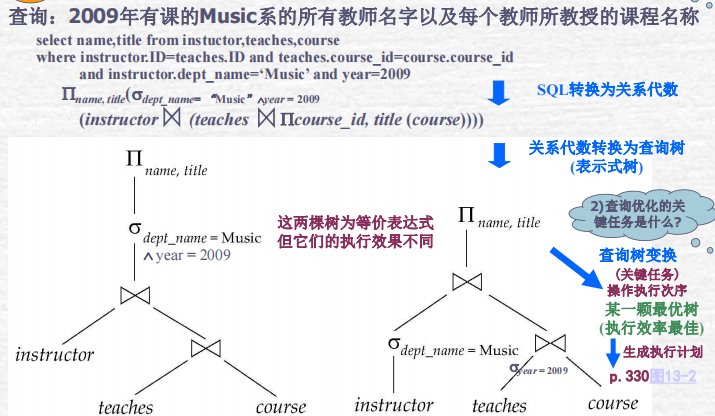 查询：2009年有课的Music系的所有教师名字以及每个教师所教授的课程名称
select name,title from instuctor,teaches,course
where instructor.ID=teaches.ID and teaches.course_id=course.course_id
and instructor.dept_name=‘Music’ and year=2009
Πname, title(σdept_name= “Music” ∧year = 2009
(instructor ⋈ (teaches ⋈ Πcourse_id, title (course))))
SQL转换为关系代数
关系代数转换为查询树
(表示式树)
Πname, title
σdept_name = Music
∧ year = 2009
⋈
instructor
⋈
teaches
course
这两棵树为等价表达式
但它们的执行效果不同
Πname, title
⋈
σdept_name = Music
⋈
σyear = 2009
instructor
teaches
course
2)查询优化的关
键任务是什么?
查询树变换
(关键任务)
操作执行次序
某一颗最优树
(执行效率最佳)
生成执行计划
p. 330图13-2